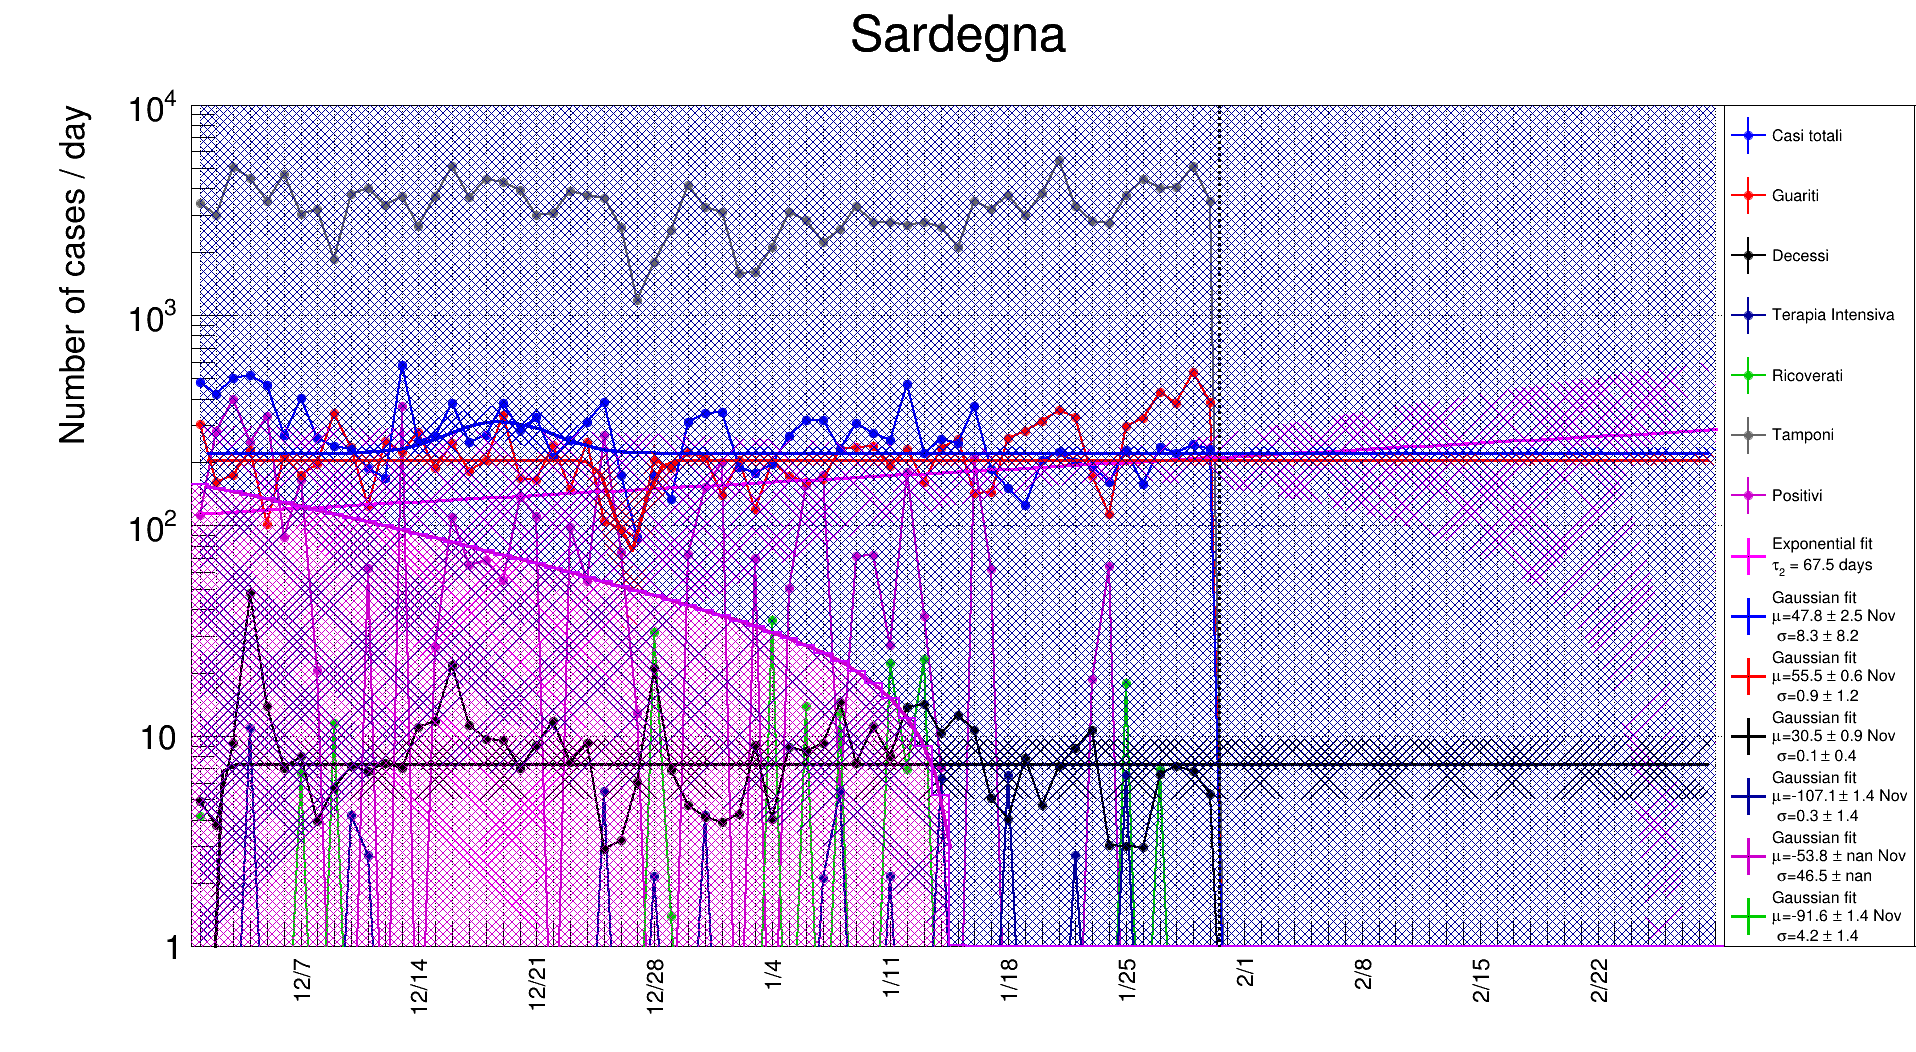 Sardegna
Number of cases / day
10^4
10^3
10^2
10
1
12/7
12/14
12/21
12/28
1/4
1/11
1/18
1/25
2/1
2/8
2/15
2/22
Casi totali
Guariti
Decessi
Terapia Intensiva
Ricoverati
Tamponi
Positivi
Exponential fit
τ_2 = 67.5 days
Gaussian fit
μ=47.8 ± 2.5 Nov
σ=8.3 ± 8.2
Gaussian fit
μ=55.5 ± 0.6 Nov
σ=0.9 ± 1.2
Gaussian fit
μ=30.5 ± 0.9 Nov
σ=0.1 ± 0.4
Gaussian fit
μ=-107.1 ± 1.4 Nov
σ=0.3 ± 1.4
Gaussian fit
μ=-53.8 ± nan Nov
σ=46.5 ± nan
Gaussian fit
μ=-91.6 ± 1.4 Nov
σ=4.2 ± 1.4